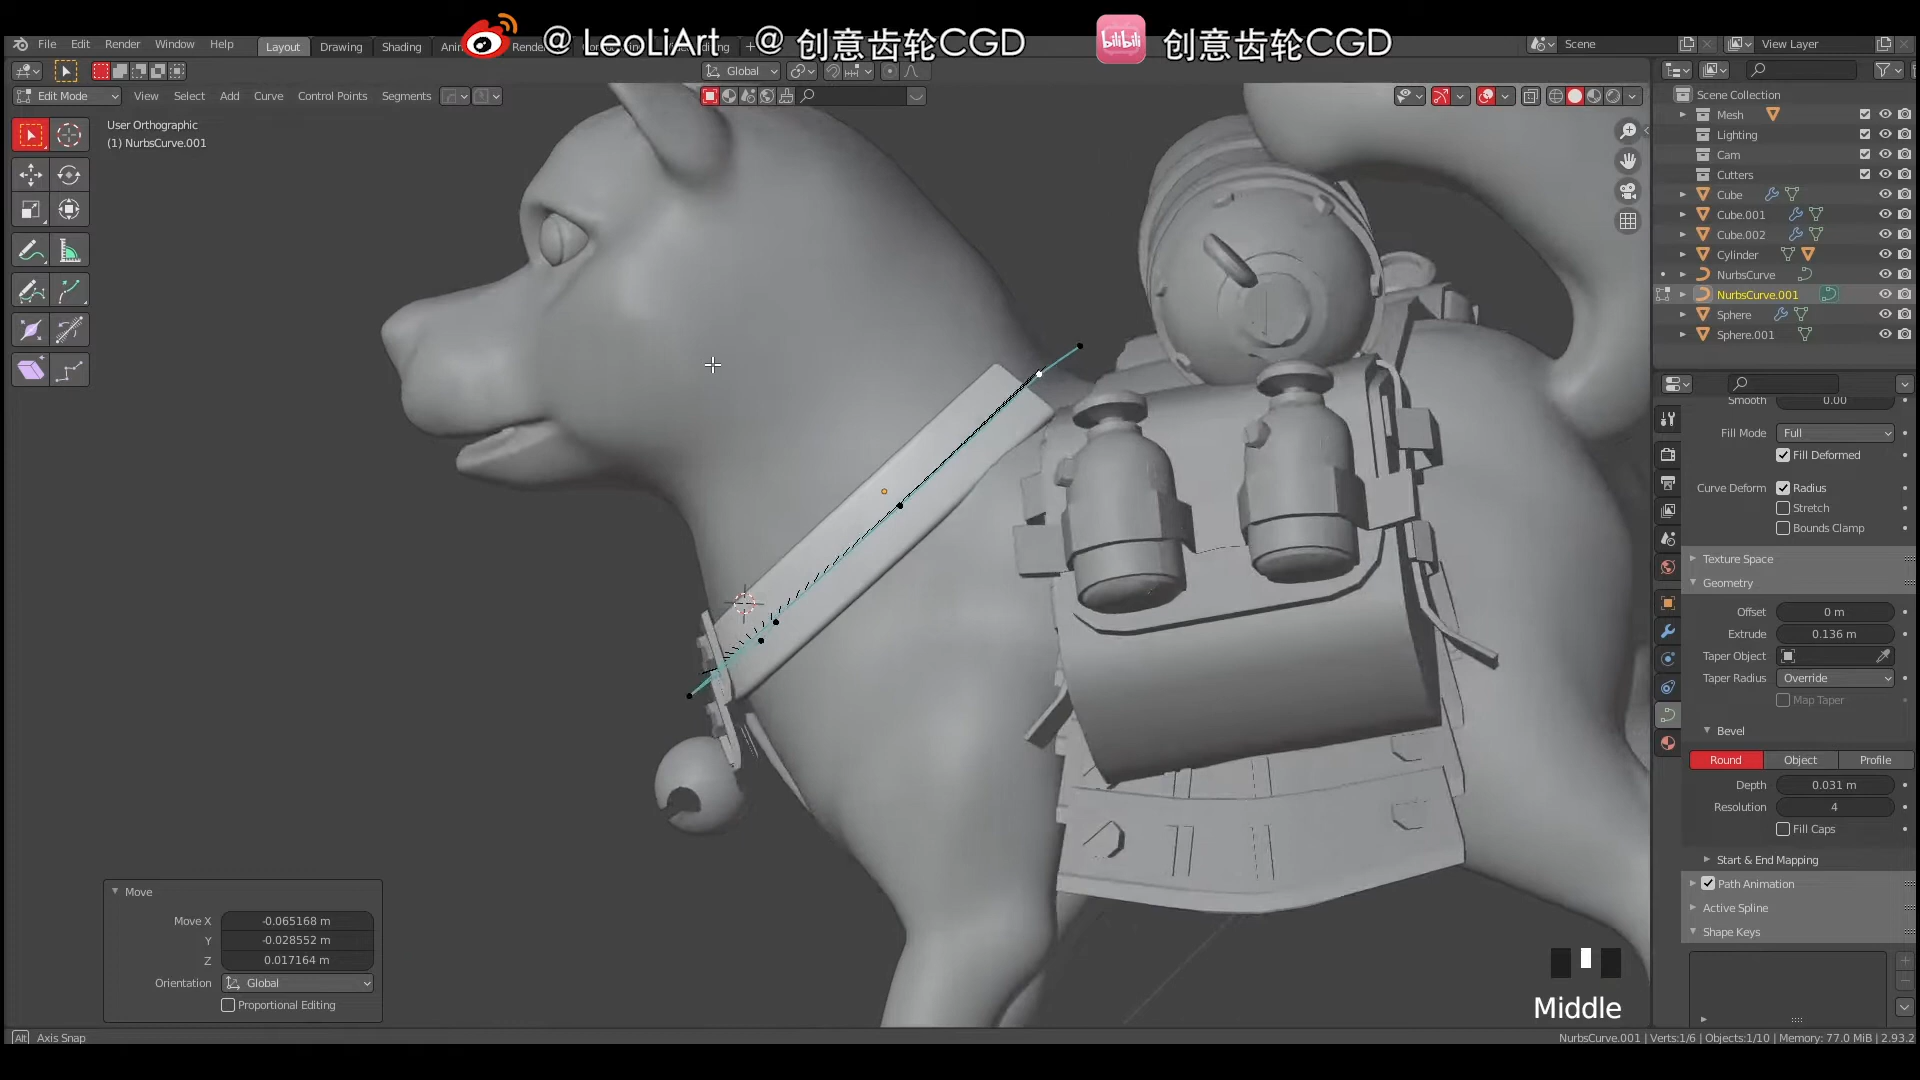 @ LeoLiArt @ 创意齿轮CGD
bilibili 创意齿轮CGD
File Edit Render Window Help Layout Drawing Shading
Scene
View Layer
Global
Edit Mode View Select Add Curve Control Points Segments
User Orthographic
(1) NurbsCurve.001
Scene Collection
Mesh
Lighting
Cam
Cutters
Cube
Cube.001
Cube.002
Cylinder
NurbsCurve
NurbsCurve.001
Sphere
Sphere.001
Smooth 0.00
Fill Mode Full
Fill Deformed
Curve Deform Radius
Stretch
Bounds Clamp
Texture Space
Geometry
Offset 0 m
Extrude 0.136 m
Taper Object
Taper Radius Override
Map Taper
Bevel
Round Object Profile
Depth 0.031 m
Resolution 4
Fill Caps
Start & End Mapping
Path Animation
Active Spline
Shape Keys
Move
Move X -0.065168 m
Y -0.028552 m
Z 0.017164 m
Orientation Global
Proportional Editing
Middle
Alt Axis Snap
NurbsCurve.001 | Verts:1/6 | Objects:1/10 | Memory: 77.0 MiB | 2.93.2